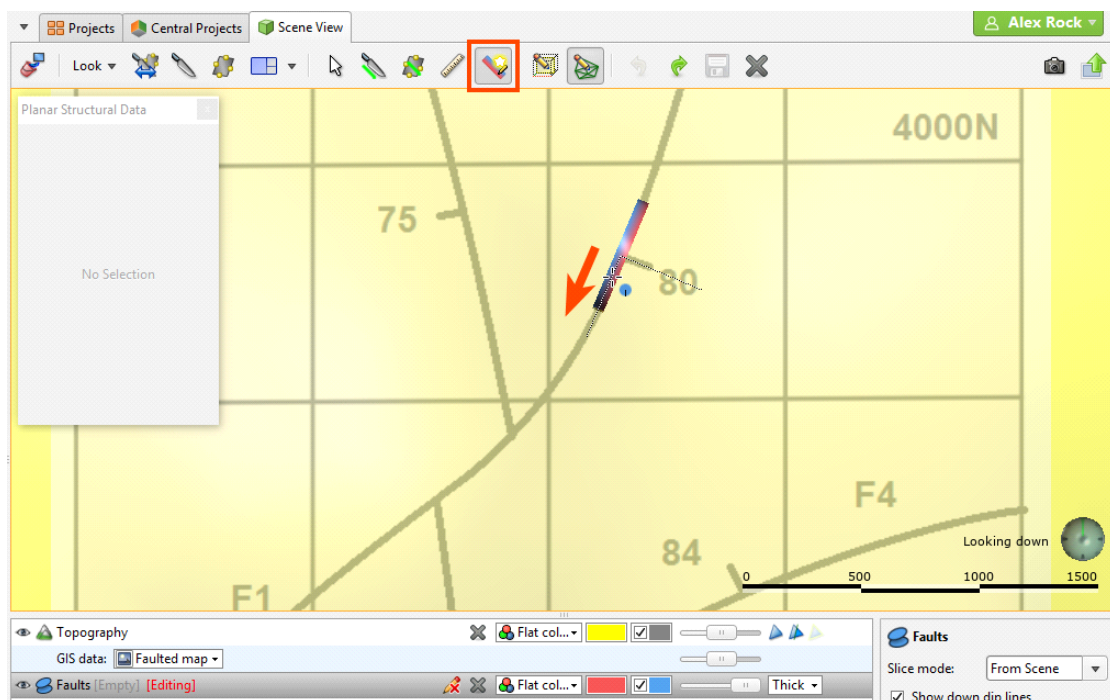 Projects Central Projects Scene View Alex Rock
Look
Planar Structural Data
No Selection
4000N
75
80
F4
84
F1
Looking down
0 500 1000 1500
Topography Flat col...
GIS data: Faulted map
Faults [Empty] [Editing] Flat col... Thick
Faults
Slice mode: From Scene
Show down dip lines